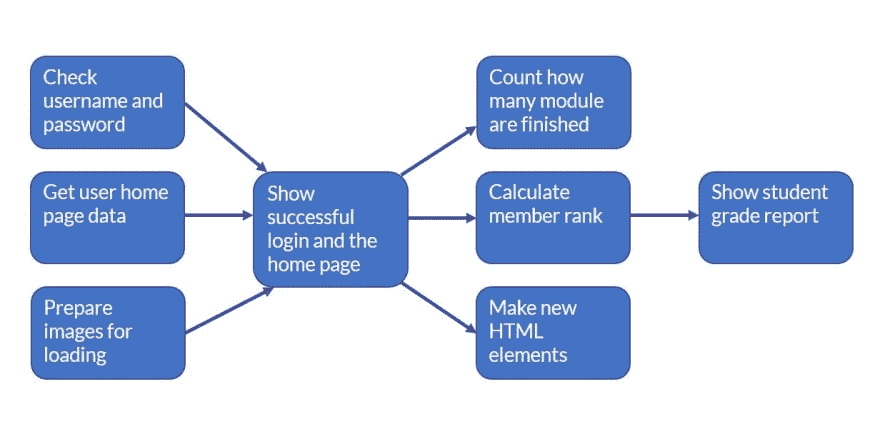 Check
username and
password
Get user home
page data
Prepare
images for
loading
Show
successful
login and the
home page
Count how
many module
are finished
Calculate
member rank
Make new
HTML
elements
Show student
grade report